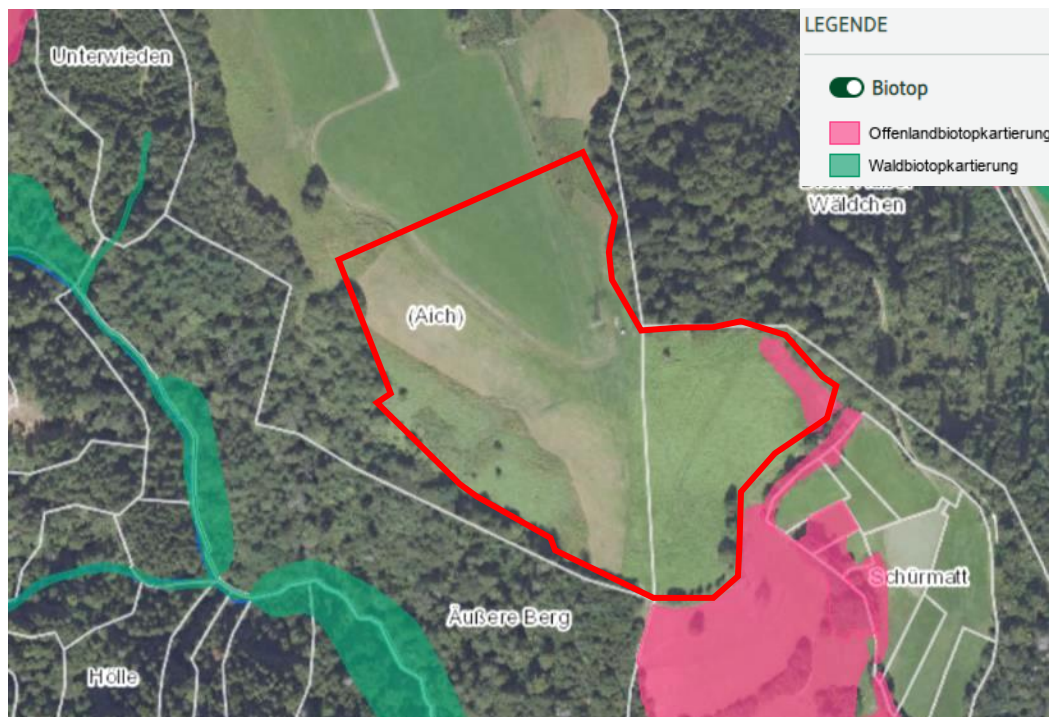 LEGENDE
Biotop
Offenlandbiotopkartierung
Waldbiotopkartierung
Unterwieden
Wäldchen
(Aich)
Schürmatt
Äußere Berg
Hölle